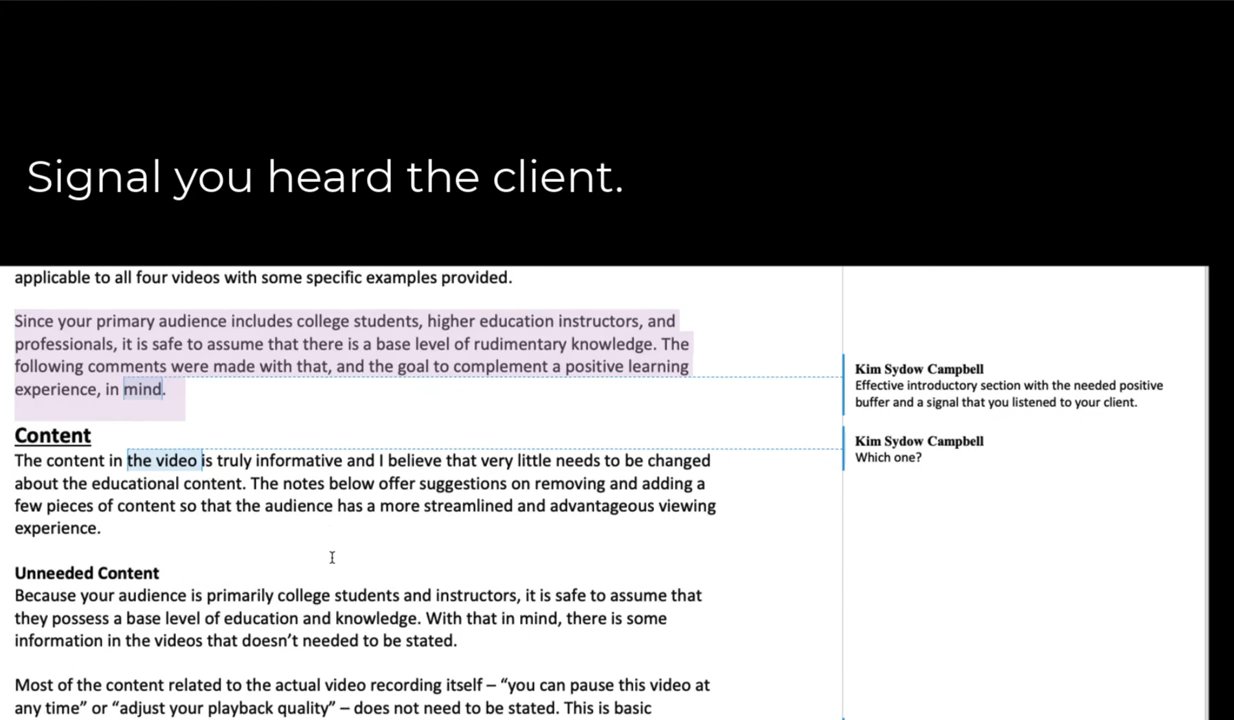 Signal you heard the client.
applicable to all four videos with some specific examples provided.
Since your primary audience includes college students, higher education instructors, and
professionals, it is safe to assume that there is a base level of rudimentary knowledge. The
following comments were made with that, and the goal to complement a positive learning
experience, in mind.
Kim Sydow Campbell
Effective introductory section with the needed positive
buffer and a signal that you listened to your client.
Content
The content in the video is truly informative and I believe that very little needs to be changed
about the educational content. The notes below offer suggestions on removing and adding a
few pieces of content so that the audience has a more streamlined and advantageous viewing
experience.
Kim Sydow Campbell
Which one?
Unneeded Content
Because your audience is primarily college students and instructors, it is safe to assume that
they possess a base level of education and knowledge. With that in mind, there is some
information in the videos that doesn’t needed to be stated.
Most of the content related to the actual video recording itself – “you can pause this video at
any time” or “adjust your playback quality” – does not need to be stated. This is basic